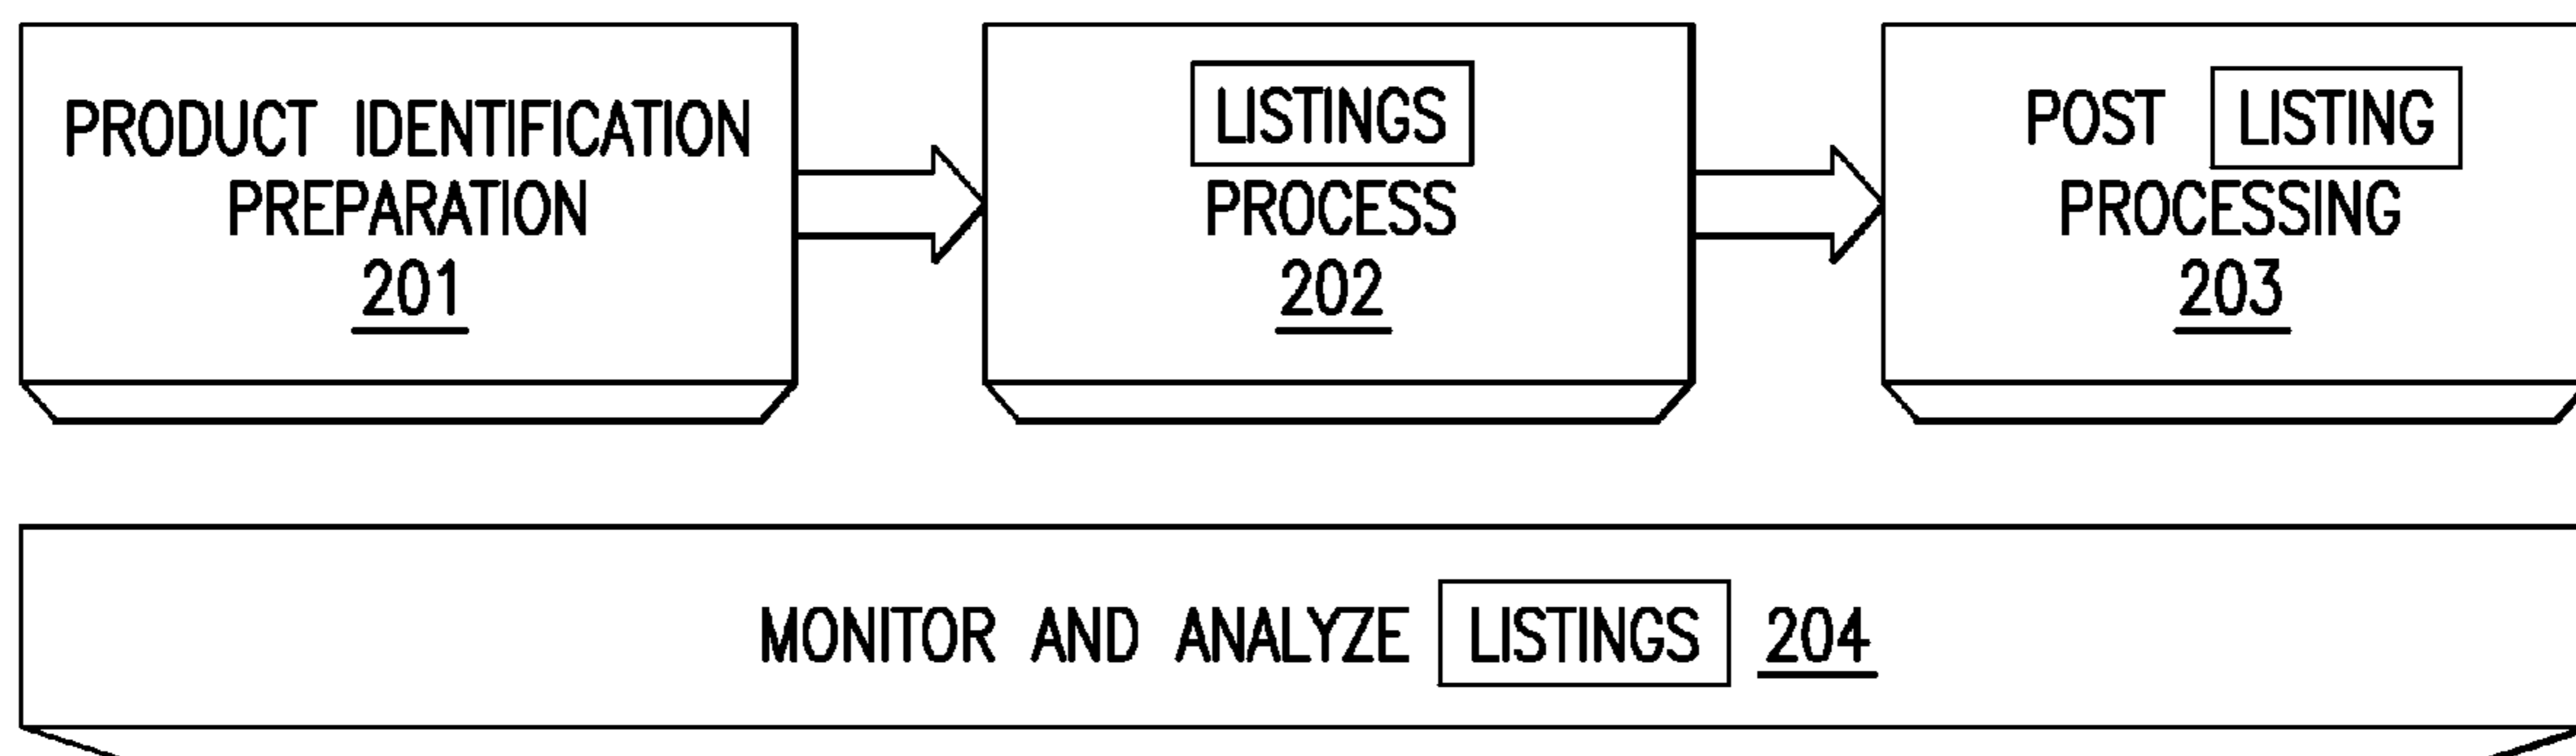 PRODUCT IDENTIFICATION
PREPARATION
201
LISTINGS
PROCESS
202
POST LISTING
PROCESSING
203
MONITOR AND ANALYZE LISTINGS 204